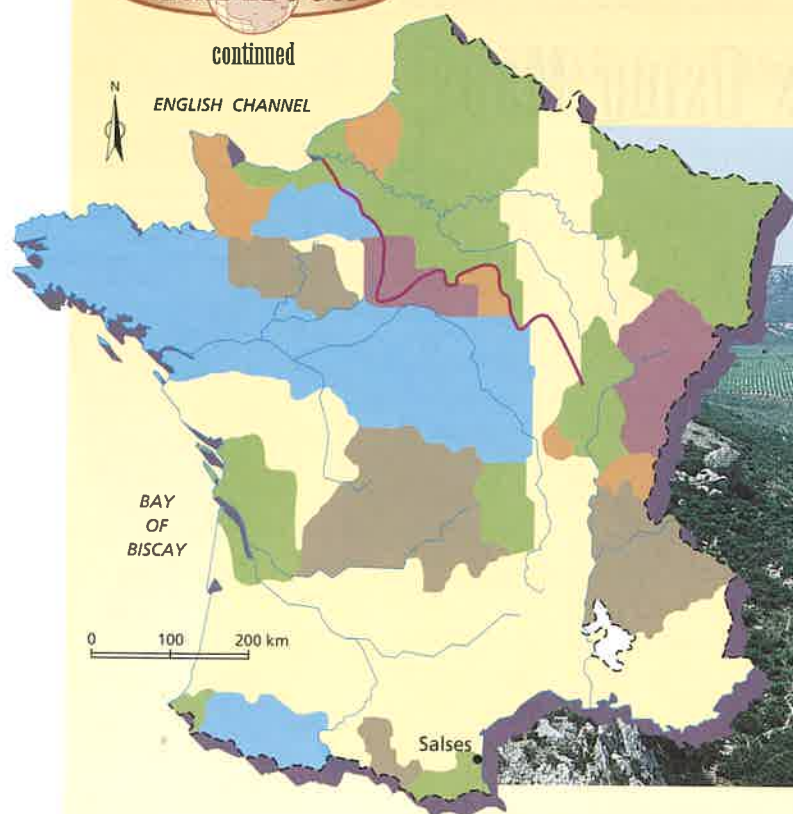 continued
N
ENGLISH CHANNEL
BAY
OF
BISCAY
0 100 200 km
Salses